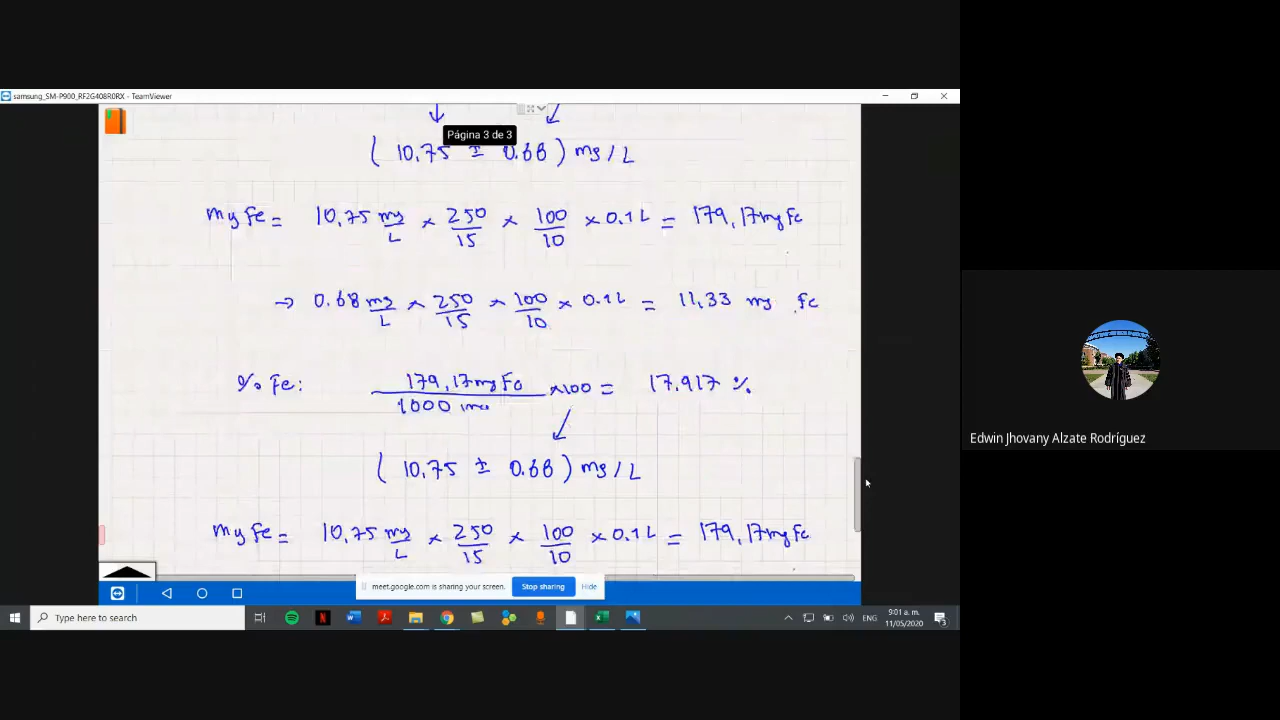 samsung_SM-P900_RF2G408R0RX - TeamViewer
Página 3 de 3
( 10,75 ± 0.68 ) mg/L
mg Fe = 10,75 mg/L × 250/15 × 100/10 × 0.1 L = 179,17 mg Fe
→ 0.68 mg/L × 250/15 × 100/10 × 0.1 L = 11,33 mg Fe
% Fe: 179,17 mg Fe / 1000 × 100 = 17.917 %
( 10,75 ± 0.68 ) mg/L
mg Fe = 10,75 mg/L × 250/15 × 100/10 × 0.1 L = 179,17 mg Fe
meet.google.com is sharing your screen. Stop sharing Hide
Type here to search
ENG 9:01 a. m.
11/05/2020
Edwin Jhovany Alzate Rodríguez